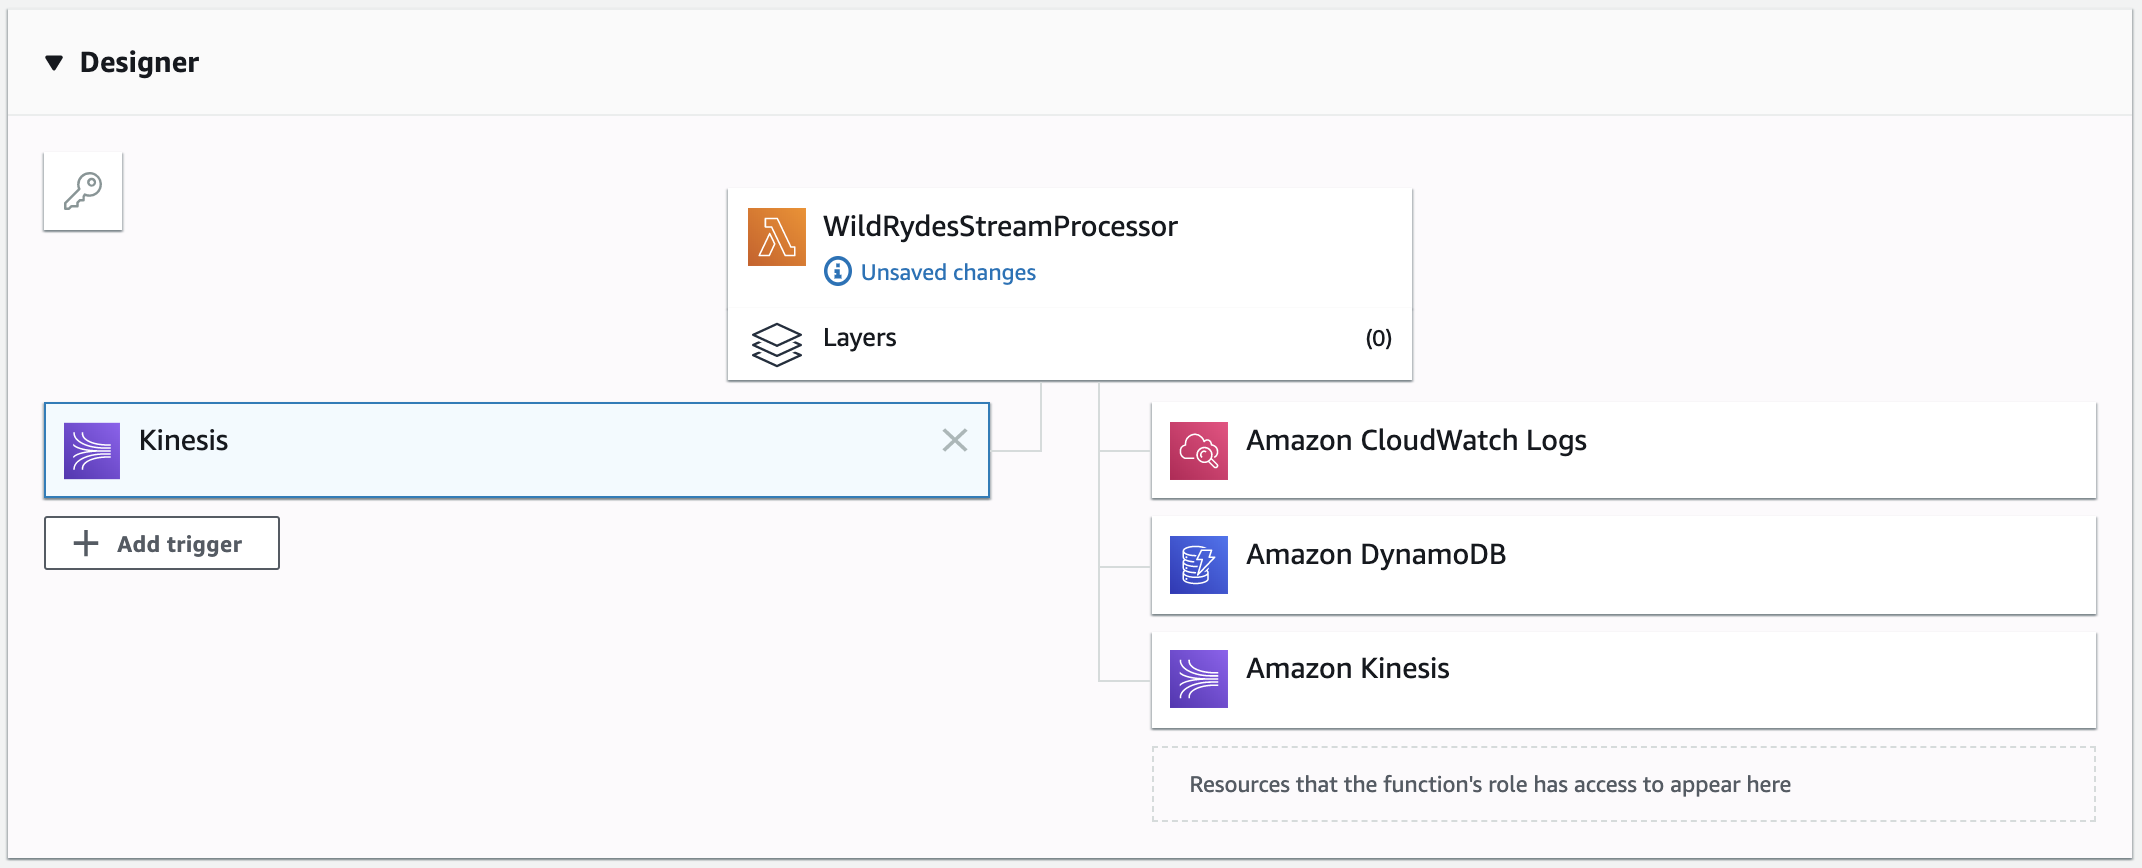 Designer
WildRydesStreamProcessor
Unsaved changes
Layers (0)
Kinesis
Add trigger
Amazon CloudWatch Logs
Amazon DynamoDB
Amazon Kinesis
Resources that the function's role has access to appear here